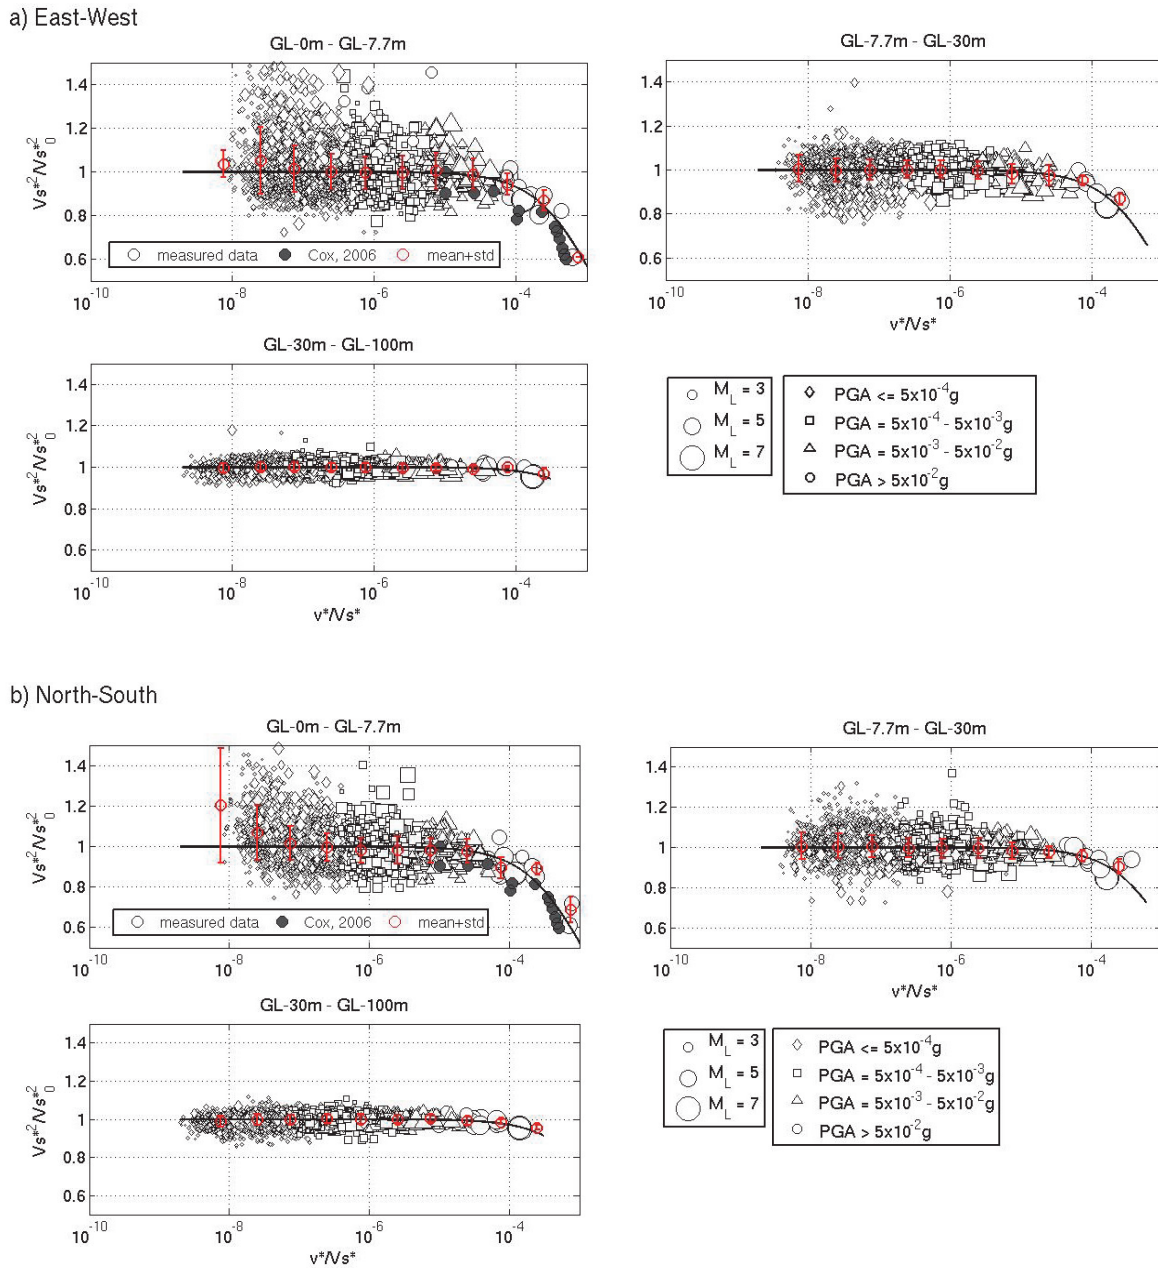 a) East-West
GL-0m - GL-7.7m
1.4
1.2
1
0.8
0.6
Vs*²/Vs*₀²
measured data
Cox, 2006
mean+std
10⁻¹⁰
10⁻⁸
10⁻⁶
10⁻⁴
GL-7.7m - GL-30m
1.4
1.2
1
0.8
0.6
10⁻¹⁰
10⁻⁸
10⁻⁶
10⁻⁴
v*/Vs*
GL-30m - GL-100m
1.4
1.2
1
0.8
0.6
Vs*²/Vs*₀²
10⁻¹⁰
10⁻⁸
10⁻⁶
10⁻⁴
v*/Vs*
M_L = 3
M_L = 5
M_L = 7
PGA <= 5x10⁻⁴g
PGA = 5x10⁻⁴ - 5x10⁻³g
PGA = 5x10⁻³ - 5x10⁻²g
PGA > 5x10⁻²g
b) North-South
GL-0m - GL-7.7m
1.4
1.2
1
0.8
0.6
Vs*²/Vs*₀²
measured data
Cox, 2006
mean+std
10⁻¹⁰
10⁻⁸
10⁻⁶
10⁻⁴
GL-7.7m - GL-30m
1.4
1.2
1
0.8
0.6
10⁻¹⁰
10⁻⁸
10⁻⁶
10⁻⁴
v*/Vs*
GL-30m - GL-100m
1.4
1.2
1
0.8
0.6
Vs*²/Vs*₀²
10⁻¹⁰
10⁻⁸
10⁻⁶
10⁻⁴
v*/Vs*
M_L = 3
M_L = 5
M_L = 7
PGA <= 5x10⁻⁴g
PGA = 5x10⁻⁴ - 5x10⁻³g
PGA = 5x10⁻³ - 5x10⁻²g
PGA > 5x10⁻²g